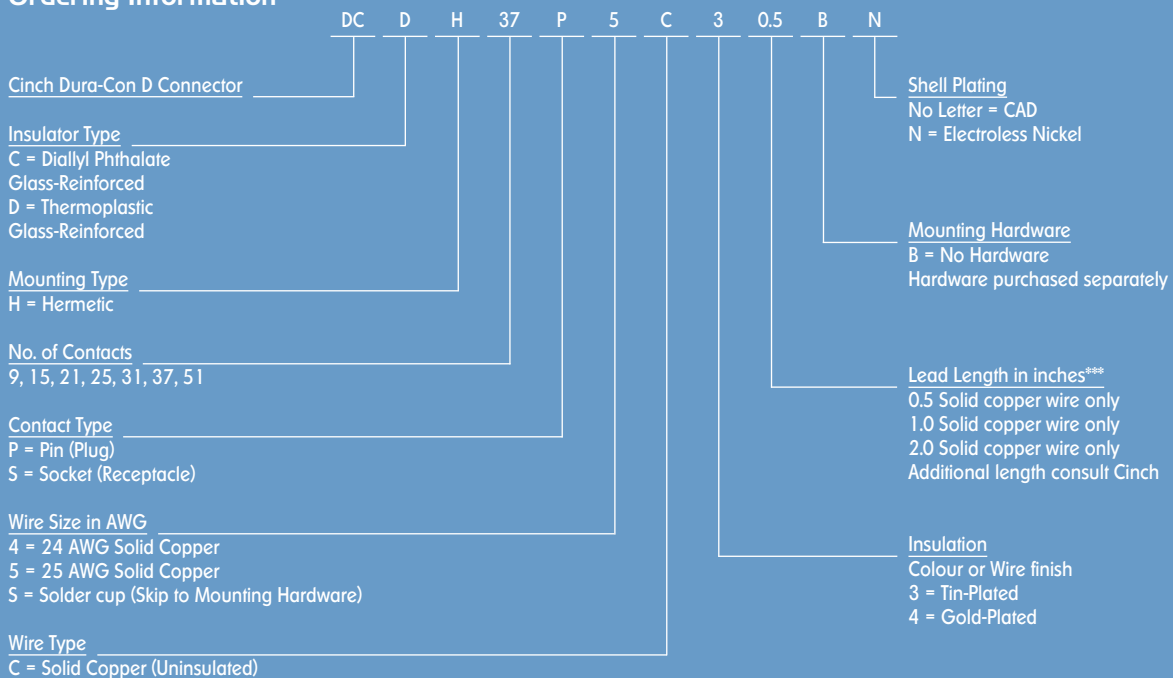 DC D H 37 P 5 C 3 0.5 B N
Cinch Dura-Con D Connector
Insulator Type
C = Diallyl Phthalate
Glass-Reinforced
D = Thermoplastic
Glass-Reinforced
Mounting Type
H = Hermetic
No. of Contacts
9, 15, 21, 25, 31, 37, 51
Contact Type
P = Pin (Plug)
S = Socket (Receptacle)
Wire Size in AWG
4 = 24 AWG Solid Copper
5 = 25 AWG Solid Copper
S = Solder cup (Skip to Mounting Hardware)
Wire Type
C = Solid Copper (Uninsulated)
Shell Plating
No Letter = CAD
N = Electroless Nickel
Mounting Hardware
B = No Hardware
Hardware purchased separately
Lead Length in inches***
0.5 Solid copper wire only
1.0 Solid copper wire only
2.0 Solid copper wire only
Additional length consult Cinch
Insulation
Colour or Wire finish
3 = Tin-Plated
4 = Gold-Plated